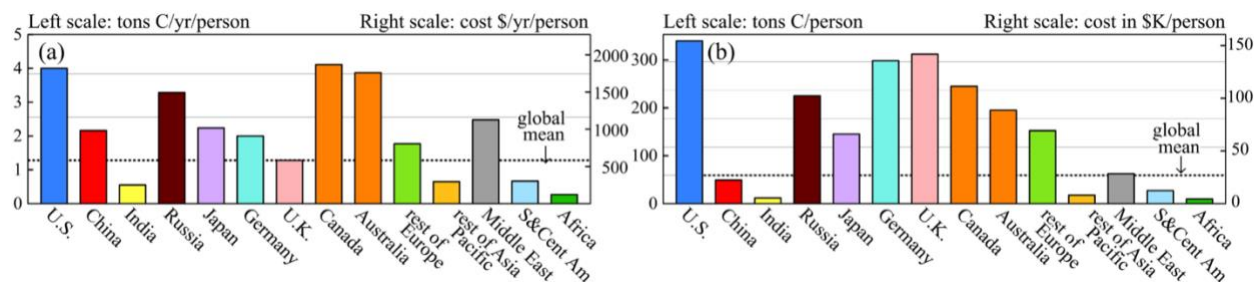 Left scale: tons C/yr/person Right scale: cost $/yr/person
(a)
5
4
3
2
1
0
2000
1500
1000
500
global
mean
U.S.
China
India
Russia
Japan
Germany
U.K.
Canada
Australia
rest of
Europe
rest of Asia
Pacific
Middle East
S&Cent Am
Africa
Left scale: tons C/person Right scale: cost in $K/person
(b)
300
200
100
0
150
100
50
0
global
mean
U.S.
China
India
Russia
Japan
Germany
U.K.
Canada
Australia
rest of
Europe
rest of Asia
Pacific
Middle East
S&Cent Am
Africa